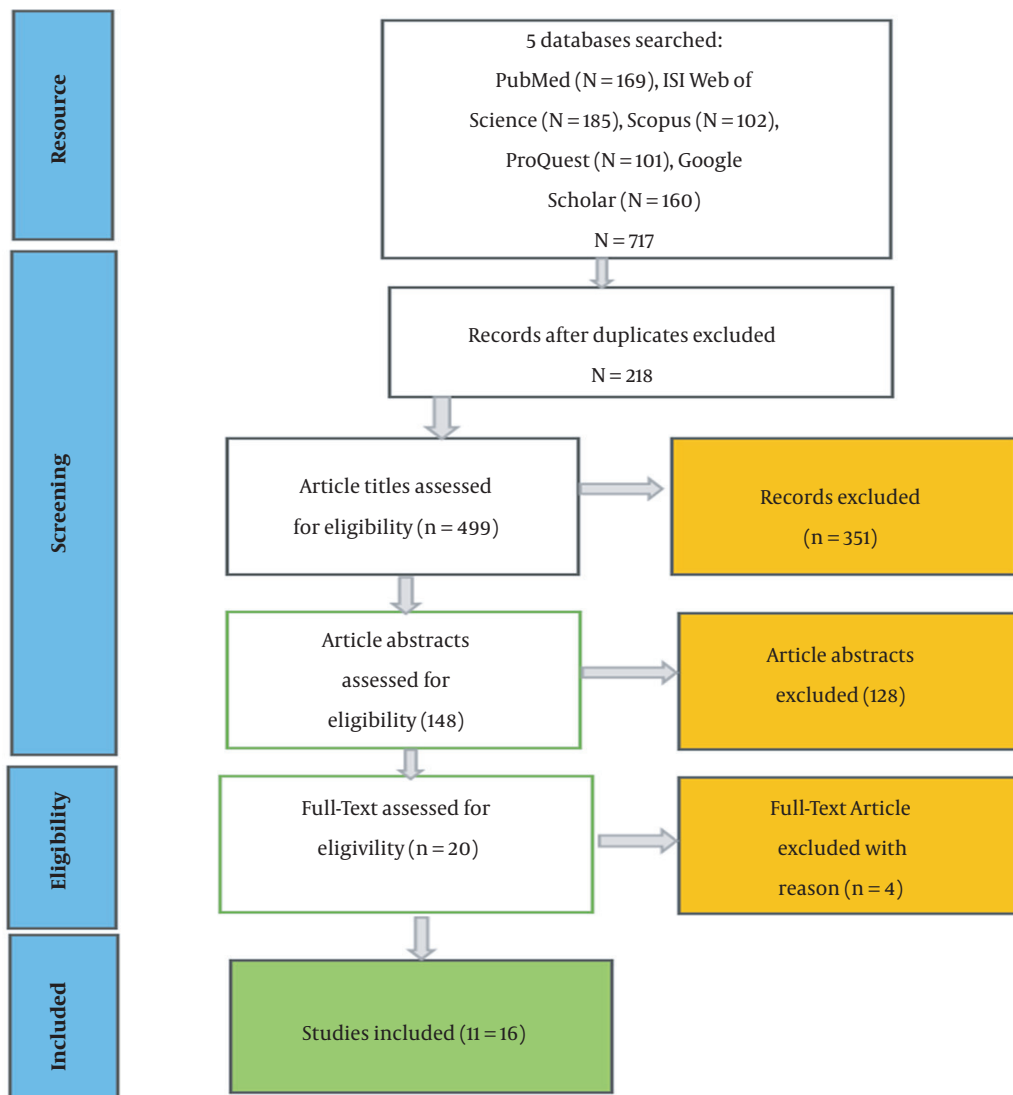 Resource
5 databases searched:
PubMed (N = 169), ISI Web of
Science (N = 185), Scopus (N = 102),
ProQuest (N = 101), Google
Scholar (N = 160)
N = 717
Screening
Records after duplicates excluded
N = 218
Article titles assessed
for eligibility (n = 499)
Records excluded
(n = 351)
Article abstracts
assessed for
eligibility (148)
Article abstracts
excluded (128)
Eligibility
Full-Text assessed for
eligivility (n = 20)
Full-Text Article
excluded with
reason (n = 4)
Included
Studies included (11 = 16)